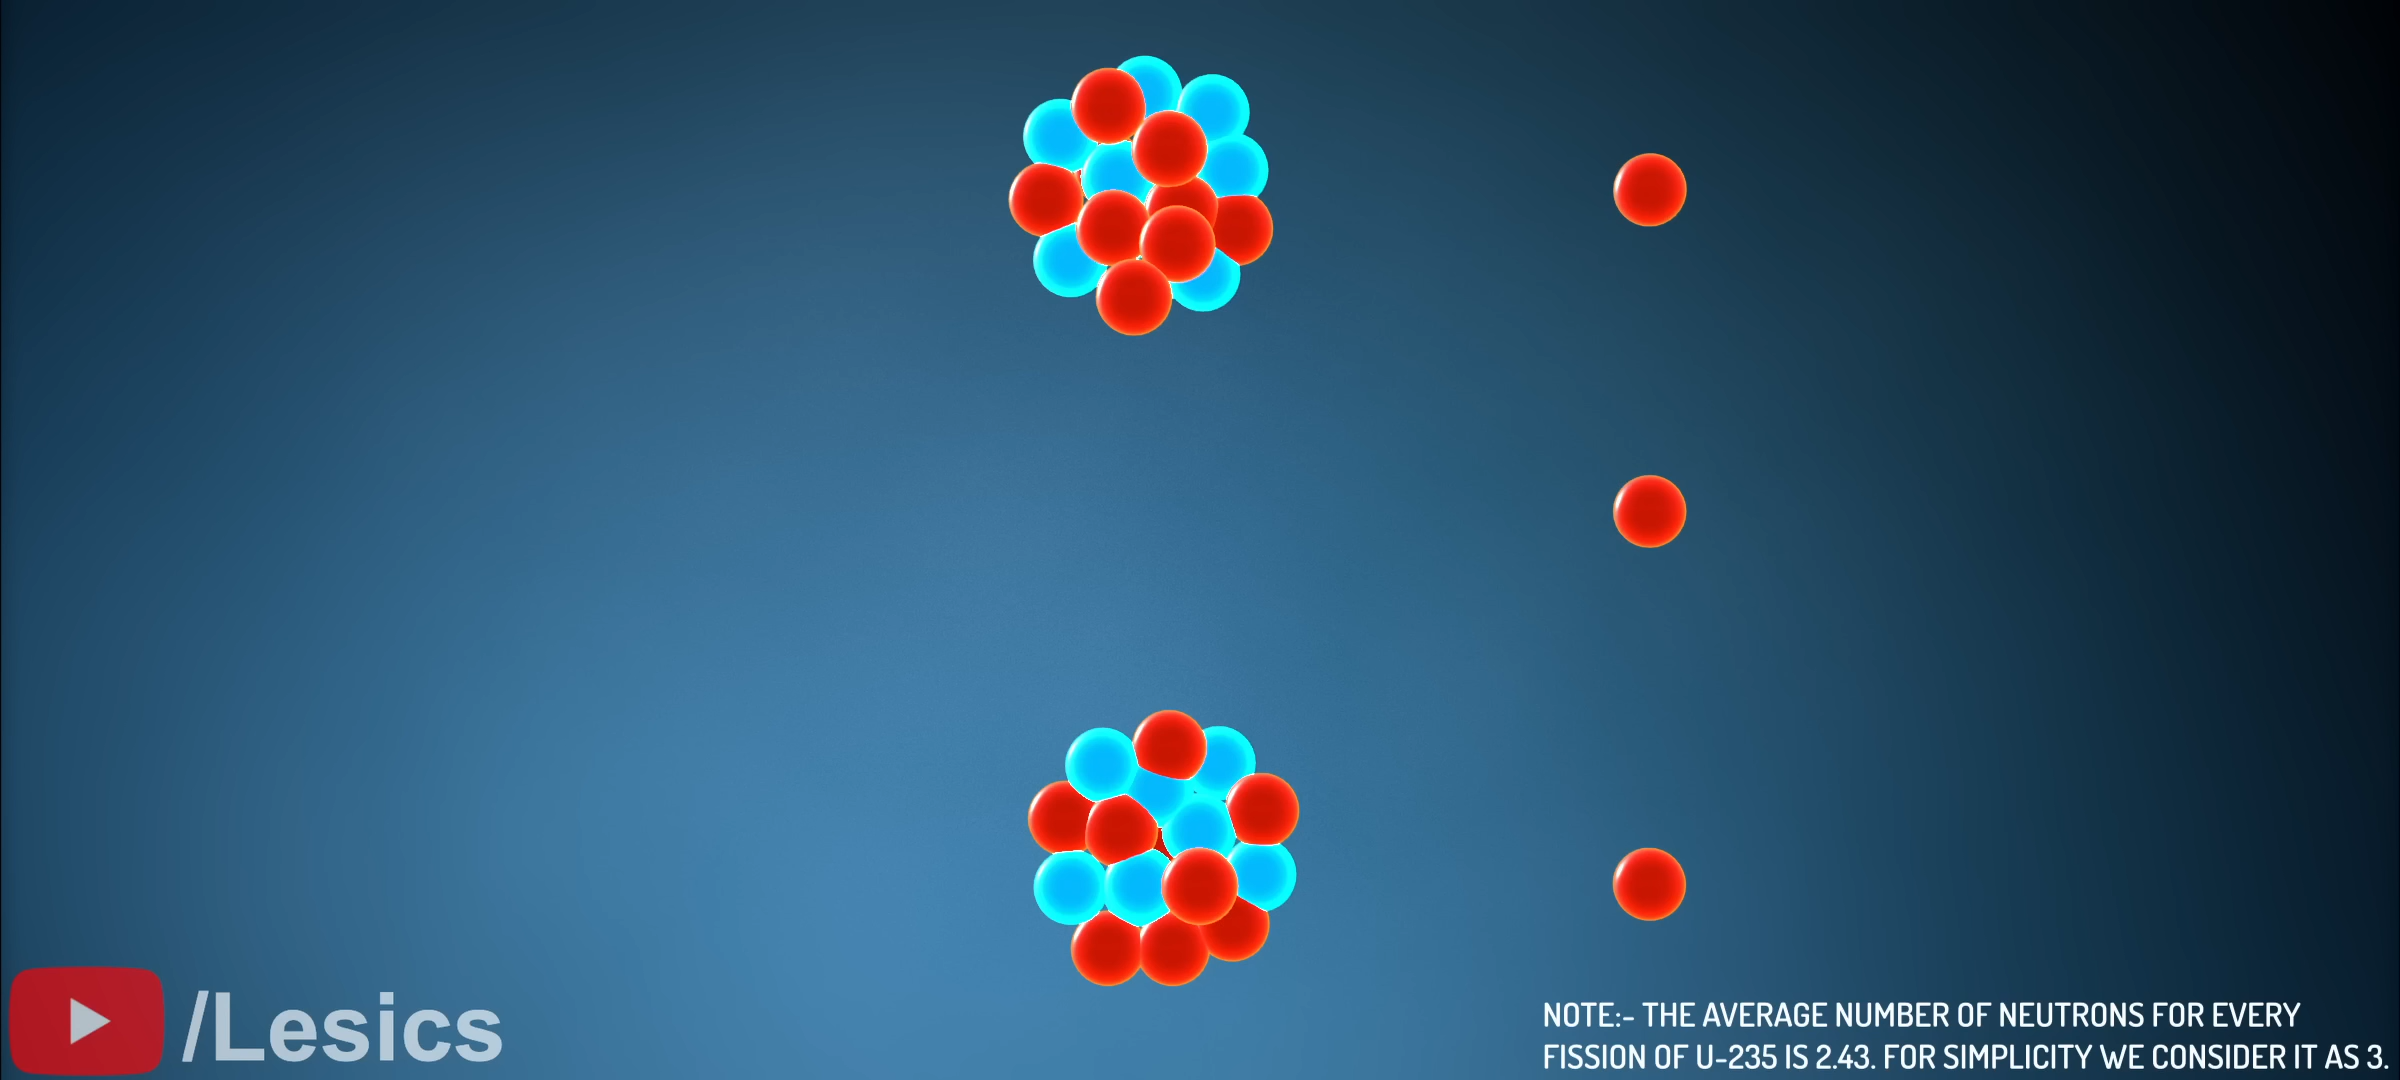 /Lesics
NOTE:- THE AVERAGE NUMBER OF NEUTRONS FOR EVERY
FISSION OF U-235 IS 2.43. FOR SIMPLICITY WE CONSIDER IT AS 3.